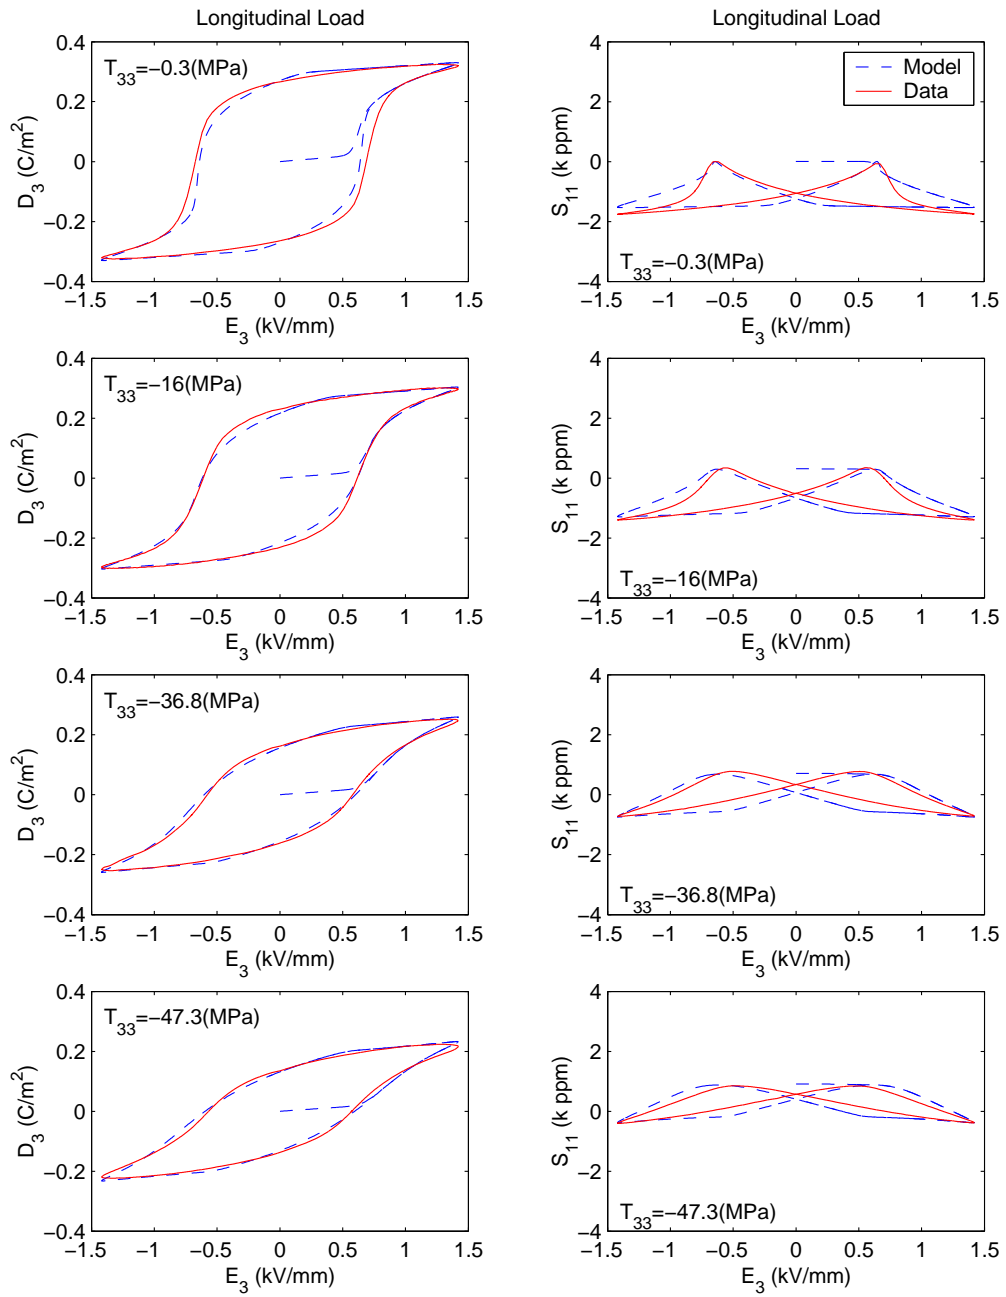 Longitudinal Load
Longitudinal Load
0.4
0.2
0
−0.2
−0.4
D3 (C/m2)
T33=−0.3(MPa)
−1.5 −1 −0.5 0 0.5 1 1.5
E3 (kV/mm)
4
2
0
−2
−4
S11 (k ppm)
Model
Data
T33=−0.3(MPa)
−1.5 −1 −0.5 0 0.5 1 1.5
E3 (kV/mm)
0.4
0.2
0
−0.2
−0.4
D3 (C/m2)
T33=−16(MPa)
−1.5 −1 −0.5 0 0.5 1 1.5
E3 (kV/mm)
4
2
0
−2
−4
S11 (k ppm)
T33=−16(MPa)
−1.5 −1 −0.5 0 0.5 1 1.5
E3 (kV/mm)
0.4
0.2
0
−0.2
−0.4
D3 (C/m2)
T33=−36.8(MPa)
−1.5 −1 −0.5 0 0.5 1 1.5
E3 (kV/mm)
4
2
0
−2
−4
S11 (k ppm)
T33=−36.8(MPa)
−1.5 −1 −0.5 0 0.5 1 1.5
E3 (kV/mm)
0.4
0.2
0
−0.2
−0.4
D3 (C/m2)
T33=−47.3(MPa)
−1.5 −1 −0.5 0 0.5 1 1.5
E3 (kV/mm)
4
2
0
−2
−4
S11 (k ppm)
T33=−47.3(MPa)
−1.5 −1 −0.5 0 0.5 1 1.5
E3 (kV/mm)